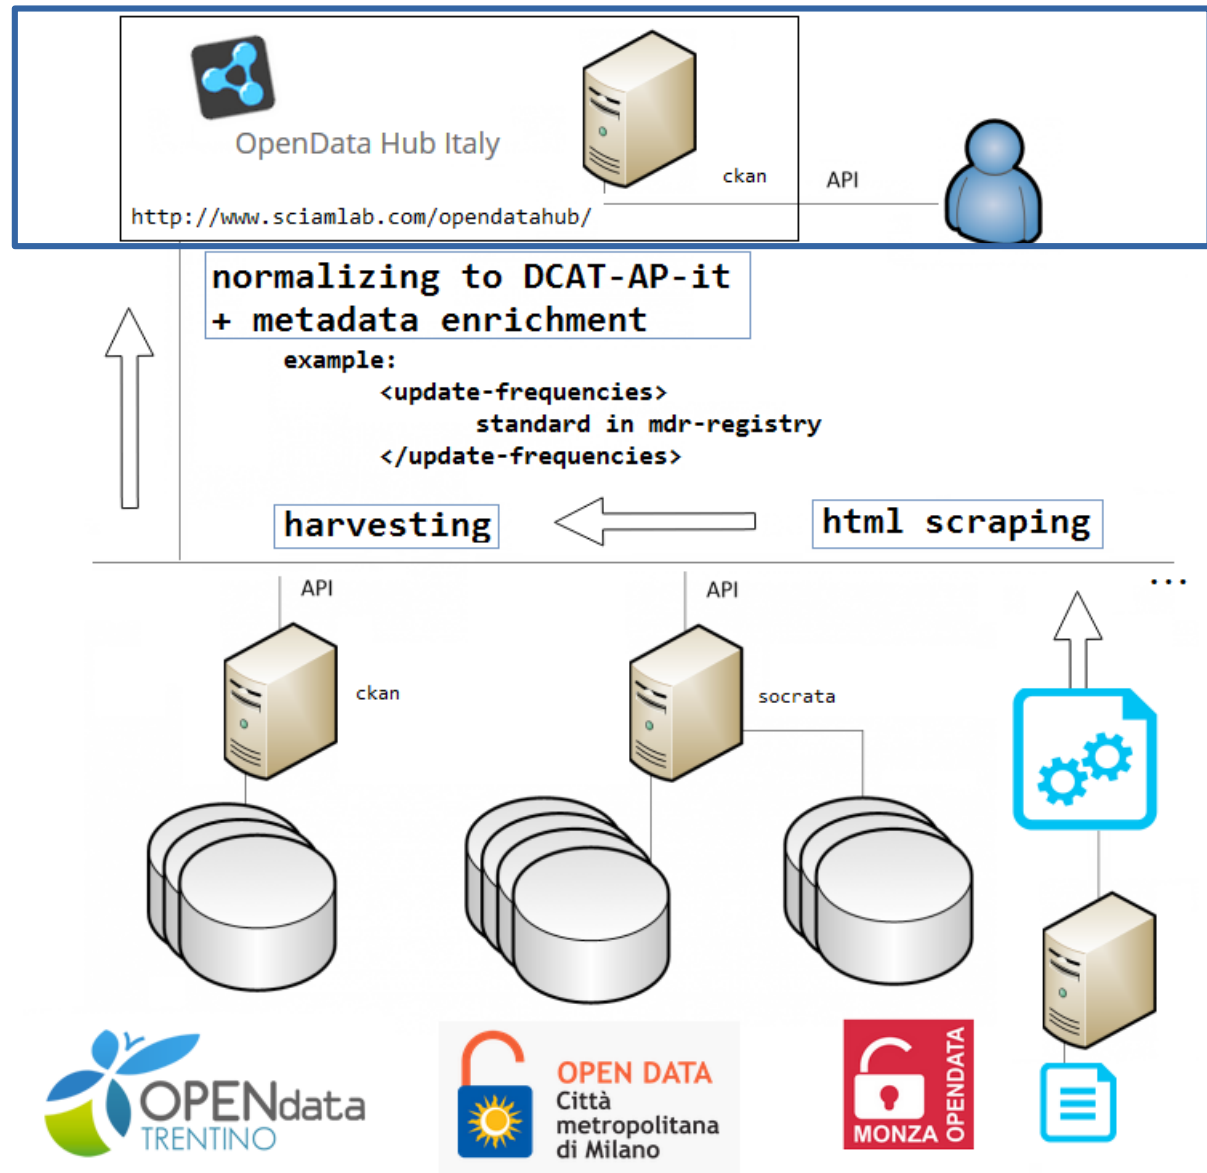 OpenData Hub Italy
ckan
API
http://www.sciamlab.com/opendatahub/
normalizing to DCAT-AP-it
+ metadata enrichment
example:
<update-frequencies>
standard in mdr-registry
</update-frequencies>
harvesting
html scraping
...
API
API
ckan
socrata
OPENdata
TRENTINO
OPEN DATA
Città
metropolitana
di Milano
MONZA
OPENDATA